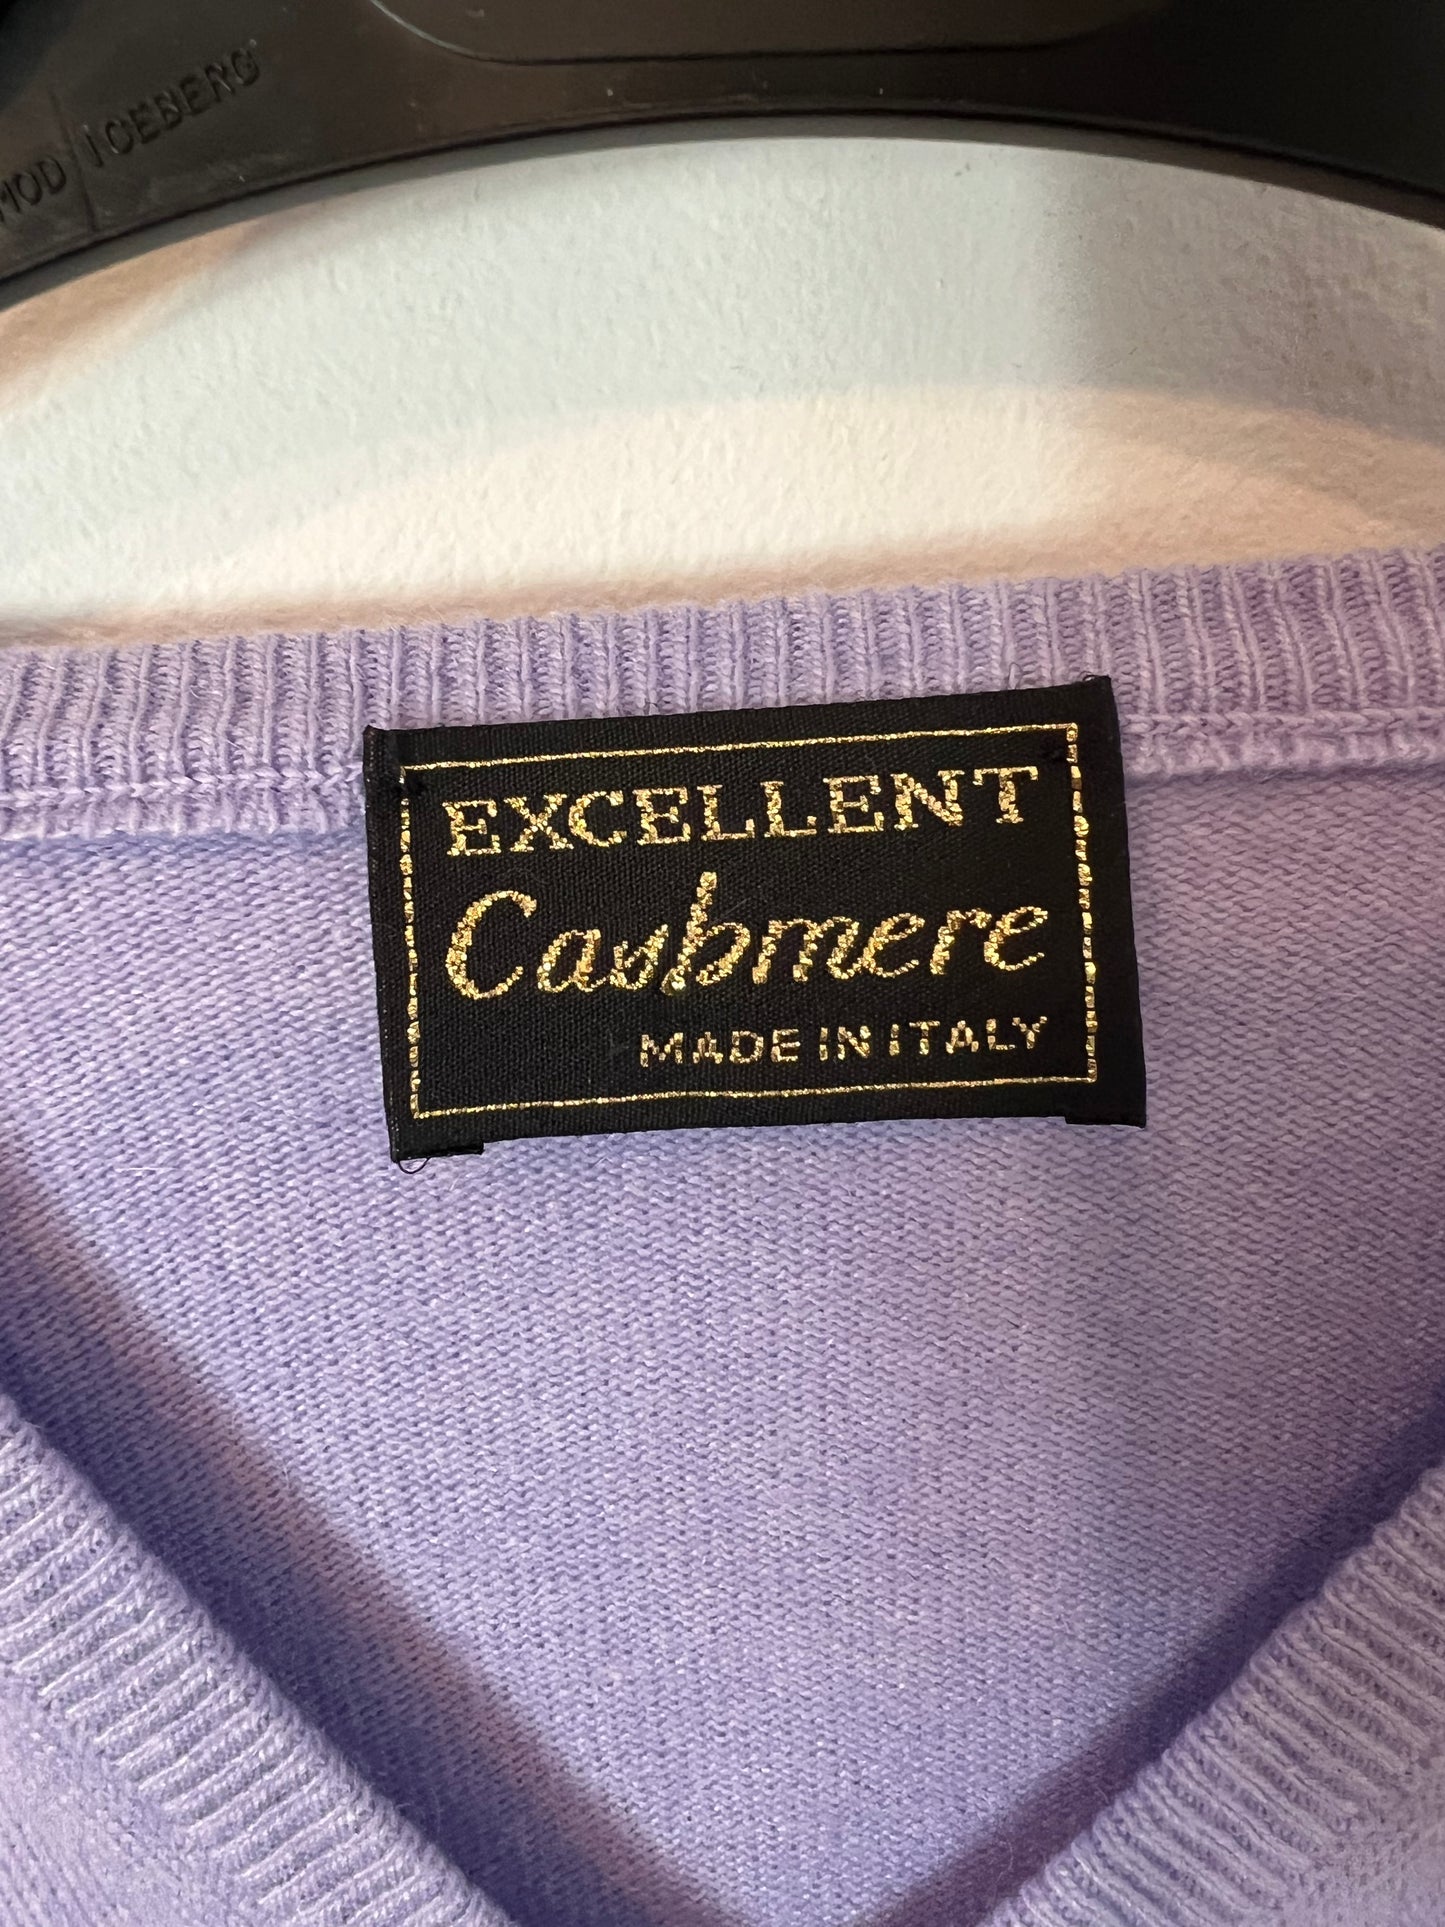 MOD ICEBERG
EXCELLENT
Cashmere
MADE IN ITALY